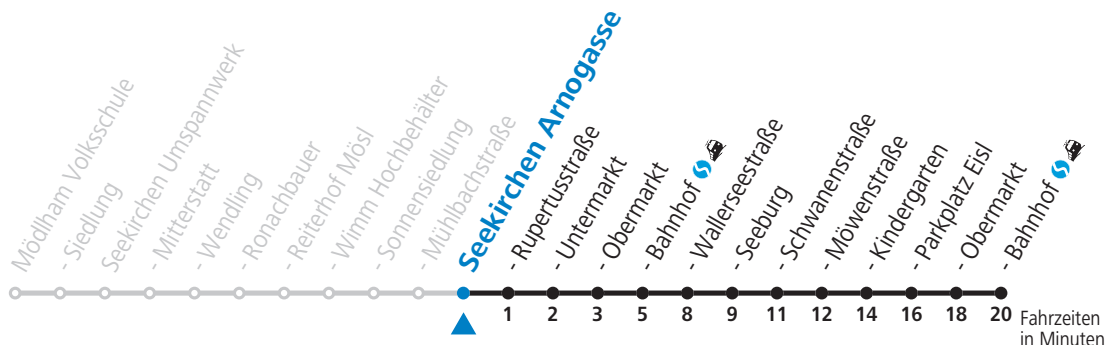 Mödlham Volksschule
- Siedlung
Seekirchen Umspannwerk
- Mitterstatt
- Wendling
- Ronachbauer
- Reiterhof Mösl
- Wimm Hochbehälter
- Sonnensiedlung
- Mühlbachstraße
Seekirchen Arnogasse
- Rupertusstraße
- Untermarkt
- Obermarkt
- Bahnhof
- Wallerseestraße
- Seeburg
- Schwanenstraße
- Möwenstraße
- Kindergarten
- Parkplatz Eisl
- Obermarkt
- Bahnhof
1 2 3 5 8 9 11 12 14 16 18 20 Fahrzeiten
in Minuten